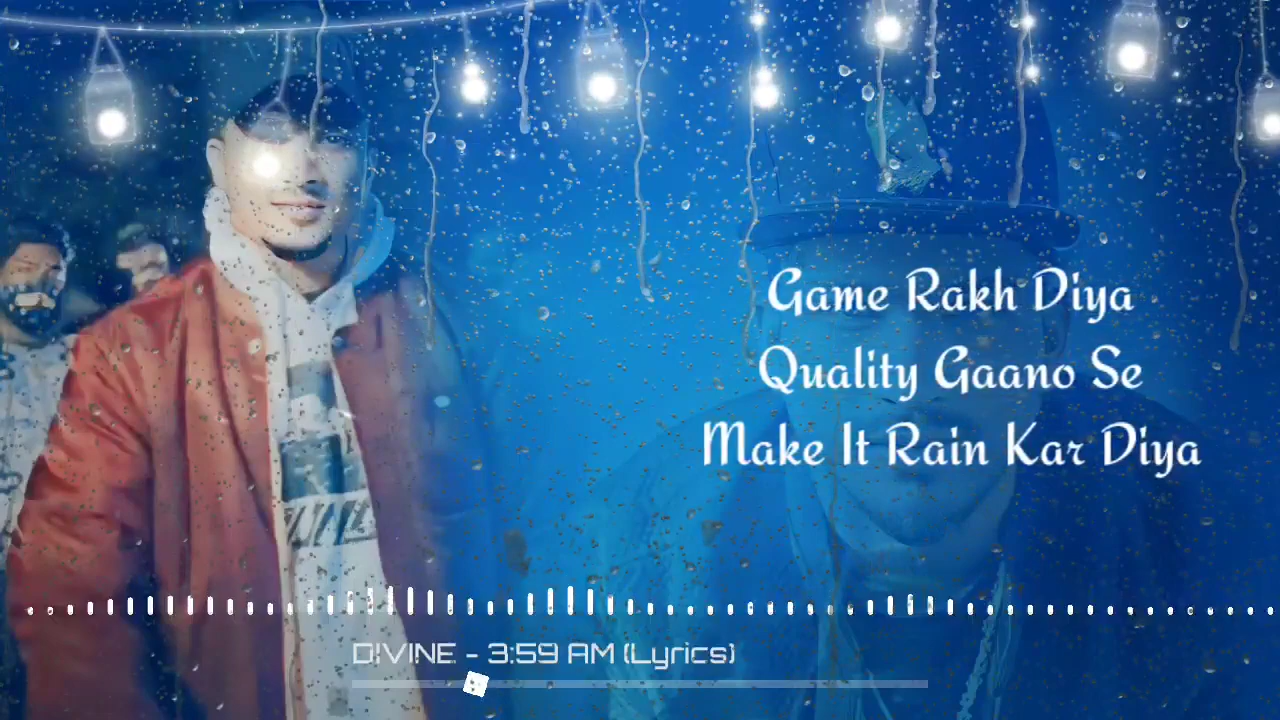 Game Rakh Diya
Quality Gaano Se
Make It Rain Kar Diya
DIVINE - 3:59 AM (Lyrics)